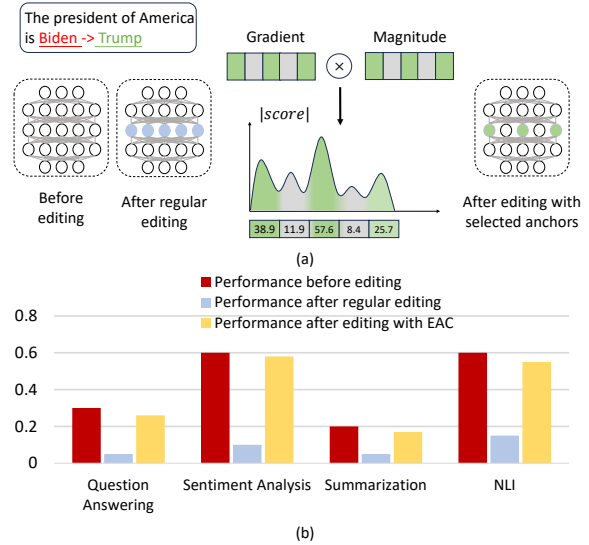 The president of America
is Biden -> Trump
Gradient
Magnitude
×
|score|
Before
editing
After regular
editing
38.9 11.9 57.6 8.4 25.7
After editing with
selected anchors
(a)
Performance before editing
Performance after regular editing
Performance after editing with EAC
0.8
0.6
0.4
0.2
0
Question
Answering
Sentiment Analysis
Summarization
NLI
(b)